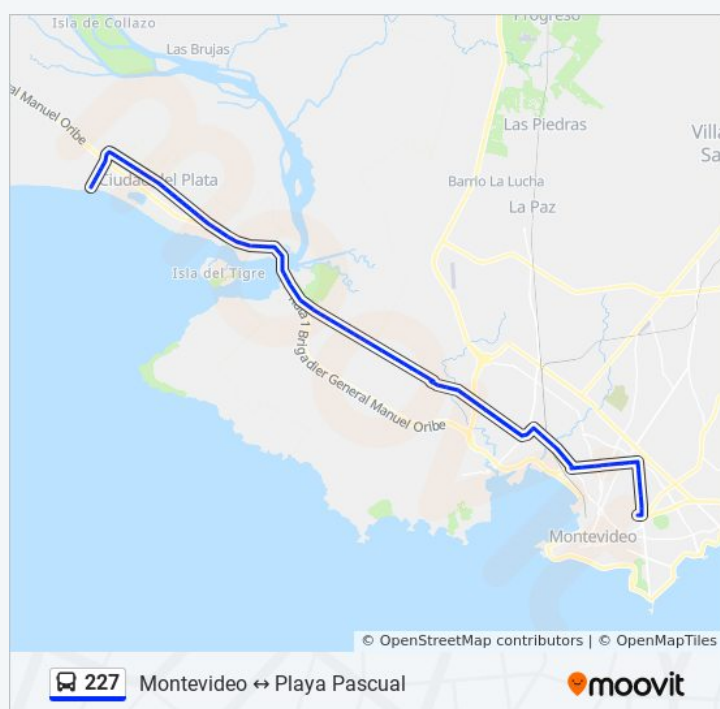 Isla de Collazo
Progreso
Las Brujas
al Manuel Oribe
Las Piedras
Villa
Sa
Ciudad del Plata
Barrio La Lucha
La Paz
Isla del Tigre
Ruta 1 Brigadier General Manuel Oribe
Montevideo
© OpenStreetMap contributors | © OpenMapTiles
227 Montevideo ↔ Playa Pascual
moovit